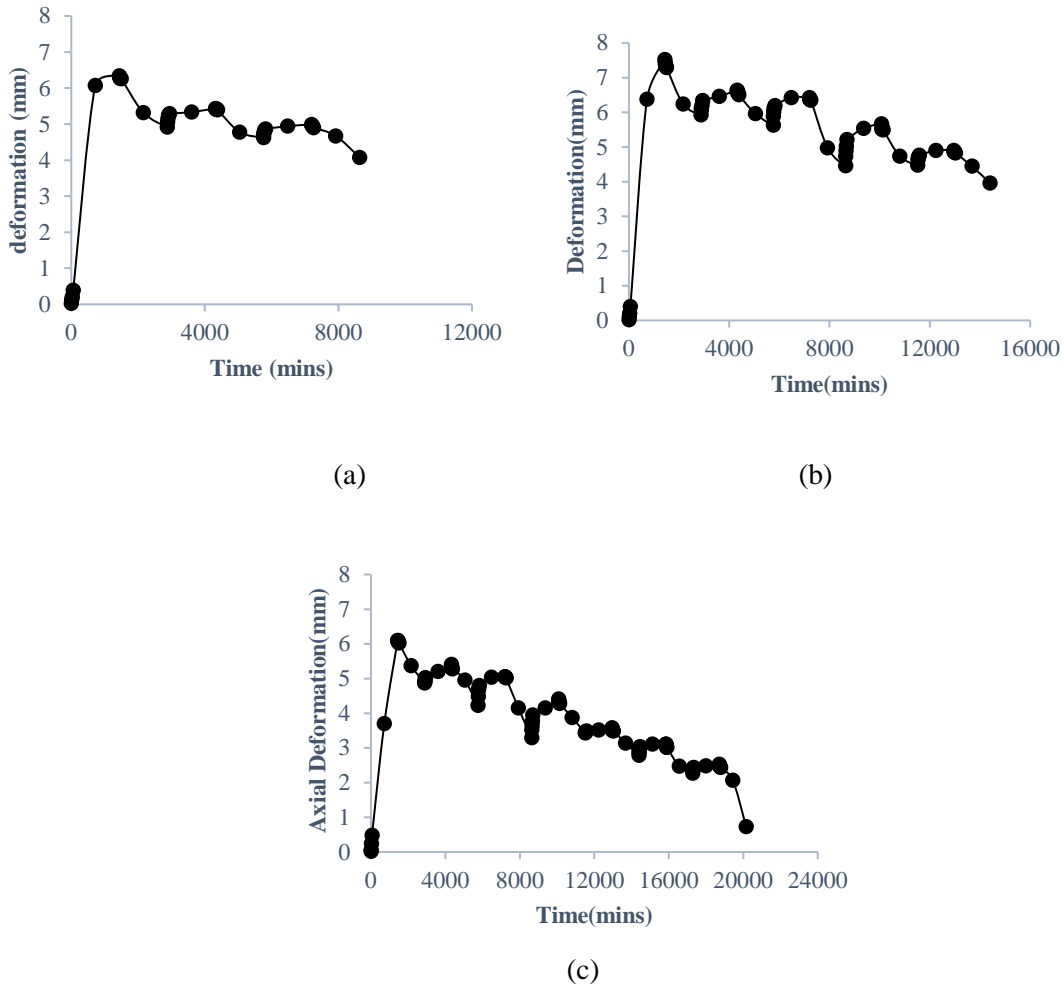 deformation (mm)
8
7
6
5
4
3
2
1
0
0 4000 8000 12000
Time (mins)
(a)
Deformation(mm)
8
7
6
5
4
3
2
1
0
0 4000 8000 12000 16000
Time(mins)
(b)
Axial Deformation(mm)
8
7
6
5
4
3
2
1
0
0 4000 8000 12000 16000 20000 24000
Time(mins)
(c)